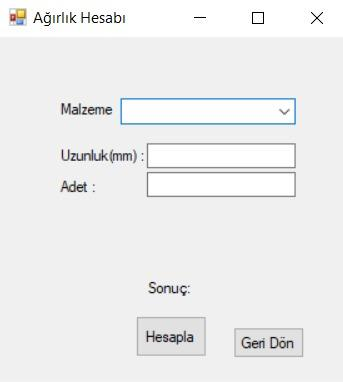 Ağırlık Hesabı
Malzeme
Uzunluk(mm) :
Adet :
Sonuç:
Hesapla
Geri Dön